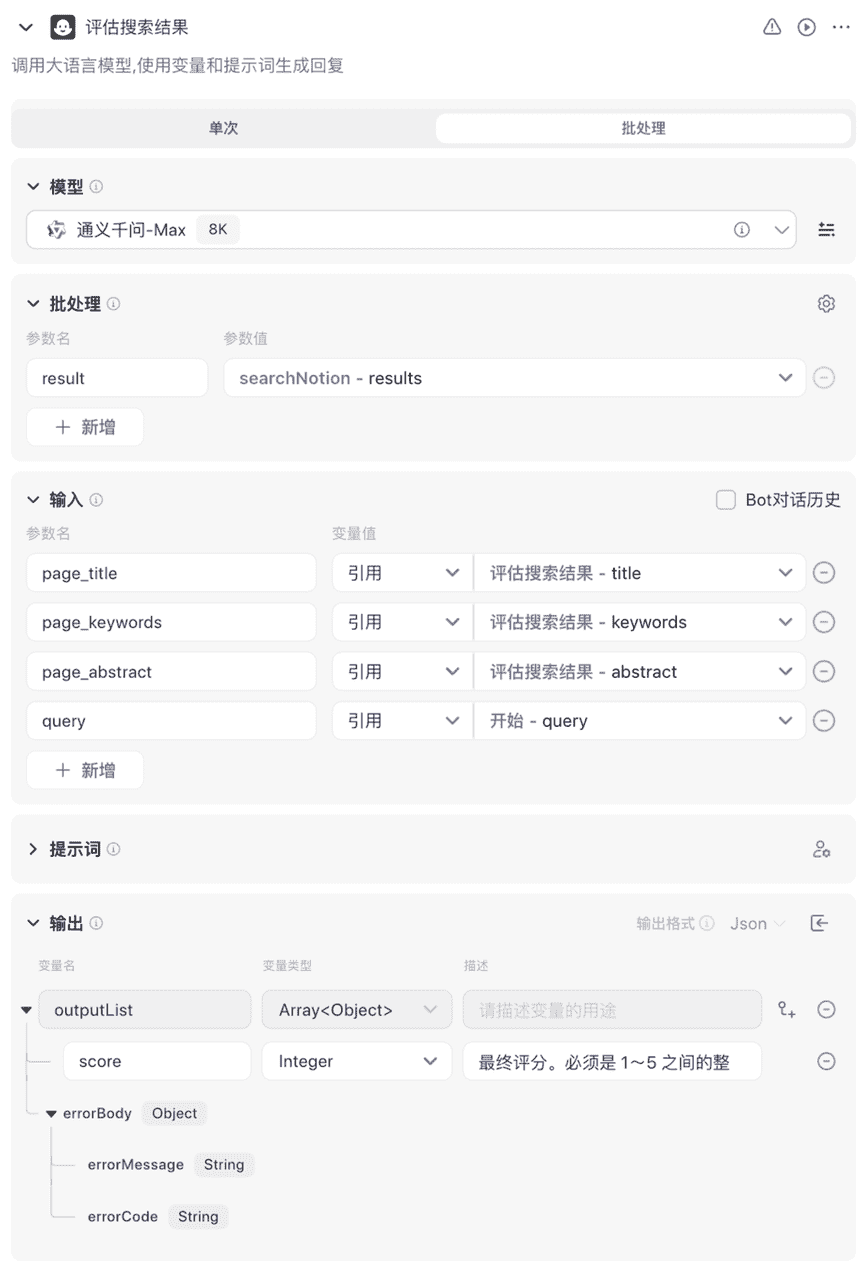 评估搜索结果
调用大语言模型,使用变量和提示词生成回复
单次 批处理
模型
通义千问-Max 8K
批处理
参数名 参数值
result searchNotion - results
新增
输入 Bot对话历史
参数名 变量值
page_title 引用 评估搜索结果 - title
page_keywords 引用 评估搜索结果 - keywords
page_abstract 引用 评估搜索结果 - abstract
query 引用 开始 - query
新增
提示词
输出 输出格式 Json
变量名 变量类型 描述
outputList Array<Object> 请描述变量的用途
score Integer 最终评分。必须是 1～5 之间的整
errorBody Object
errorMessage String
errorCode String